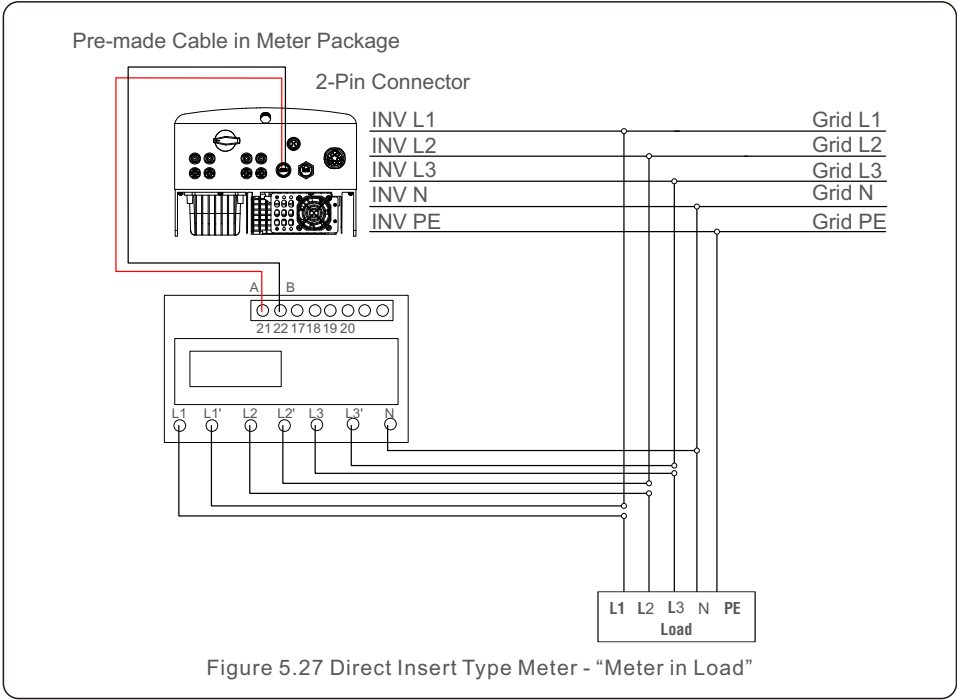 Pre-made Cable in Meter Package
2-Pin Connector
INV L1 Grid L1
INV L2 Grid L2
INV L3 Grid L3
INV N Grid N
INV PE Grid PE
A B
21 22 17 18 19 20
L1 L1' L2 L2' L3 L3' N
L1 L2 L3 N PE
Load
Figure 5.27 Direct Insert Type Meter - “Meter in Load”